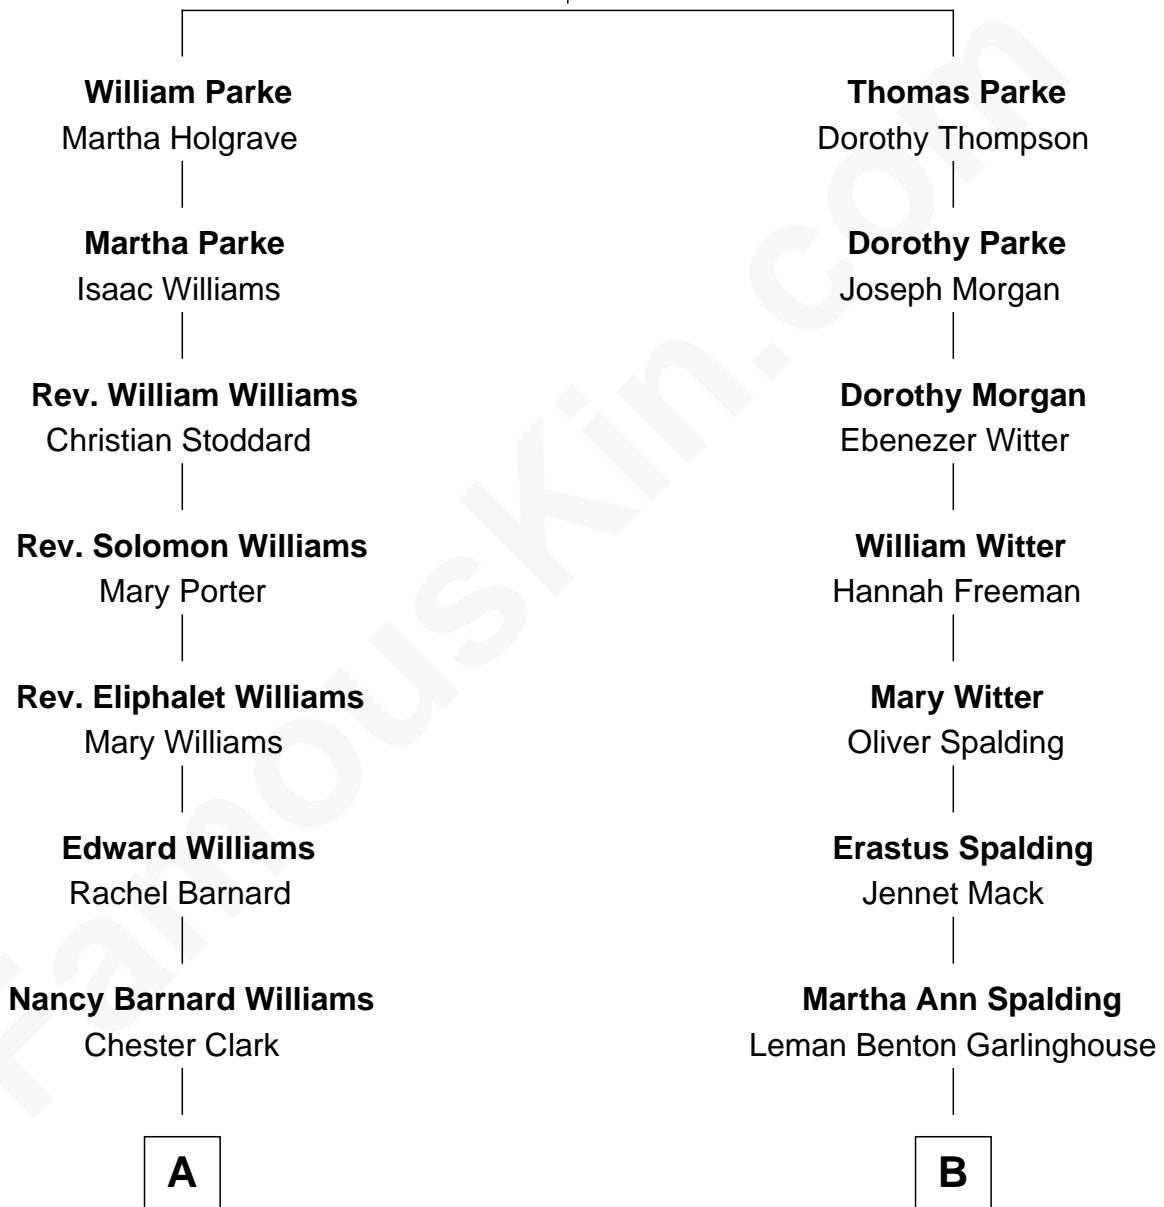 William Parke
Martha Holgrave
Martha Parke
Isaac Williams
Rev. William Williams
Christian Stoddard
Rev. Solomon Williams
Mary Porter
Rev. Eliphalet Williams
Mary Williams
Edward Williams
Rachel Barnard
Nancy Barnard Williams
Chester Clark
A
Thomas Parke
Dorothy Thompson
Dorothy Parke
Joseph Morgan
Dorothy Morgan
Ebenezer Witter
William Witter
Hannah Freeman
Mary Witter
Oliver Spalding
Erastus Spalding
Jennet Mack
Martha Ann Spalding
Leman Benton Garlinghouse
B
FamousKin.com